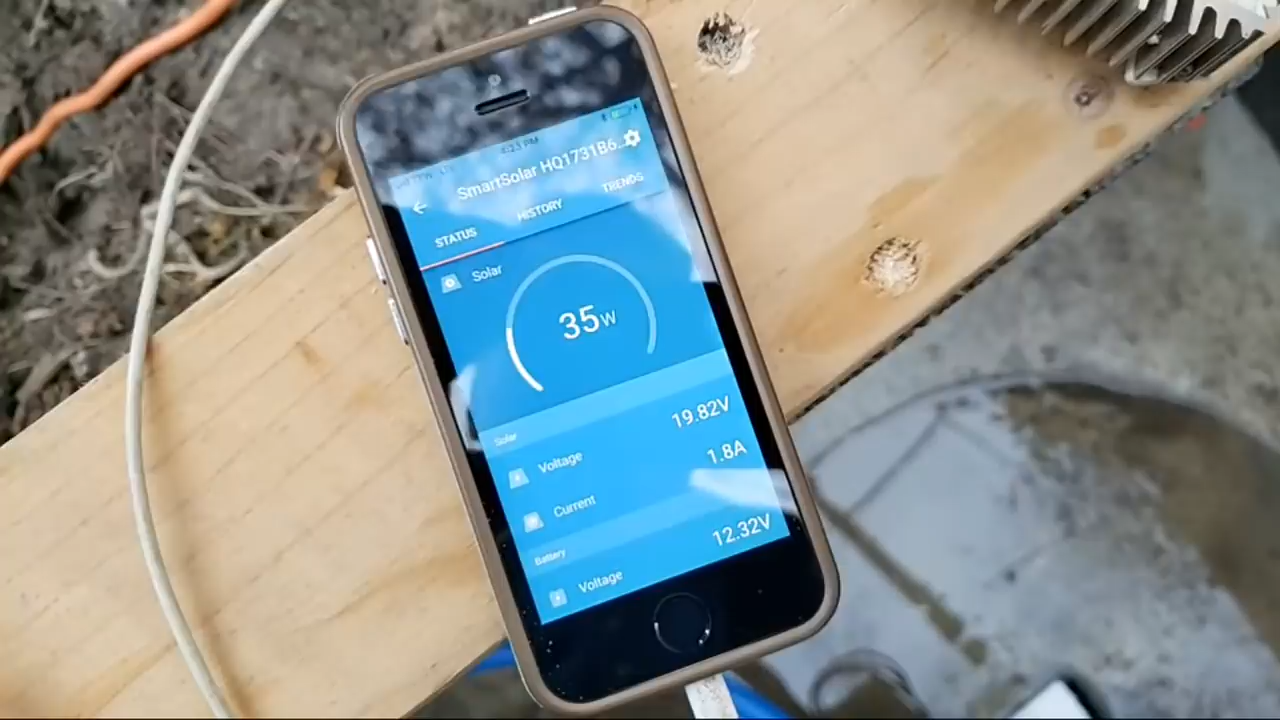 SmartSolar HQ1731B6...
STATUS HISTORY TRENDS
Solar
35W
Solar
Voltage 19.82V
Current 1.8A
Battery
Voltage 12.32V